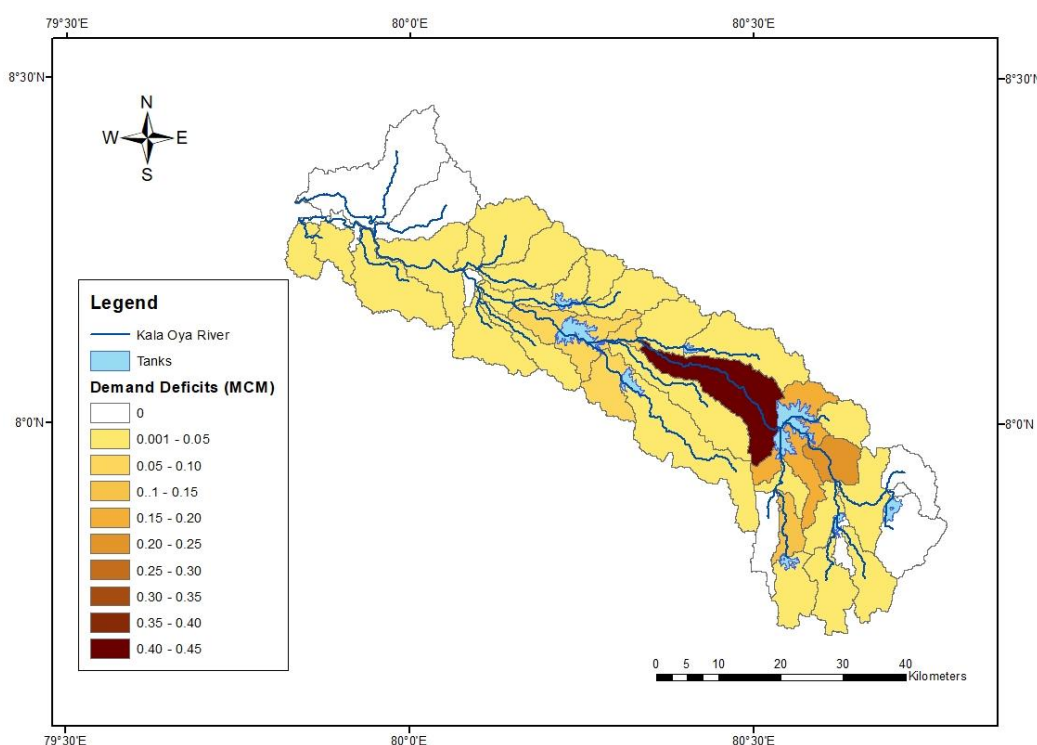 79°30'E 80°0'E 80°30'E
8°30'N 8°30'N
N
W E
S
Legend
Kala Oya River
Tanks
Demand Deficits (MCM)
0
0.001 - 0.05
0.05 - 0.10
0..1 - 0.15
0.15 - 0.20
0.20 - 0.25
0.25 - 0.30
0.30 - 0.35
0.35 - 0.40
0.40 - 0.45
8°0'N 8°0'N
0 5 10 20 30 40
Kilometers
79°30'E 80°0'E 80°30'E